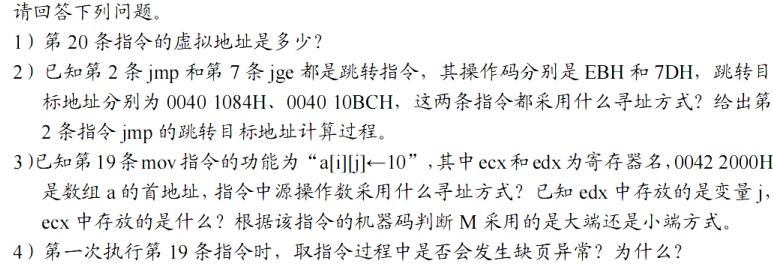 请回答下列问题。
1）第 20 条指令的虚拟地址是多少？
2）已知第 2 条 jmp 和第 7 条 jge 都是跳转指令，其操作码分别是 EBH 和 7DH，跳转目
标地址分别为 0040 1084H、0040 10BCH，这两条指令都采用什么寻址方式？给出第
2 条指令 jmp 的跳转目标地址计算过程。
3）已知第 19 条 mov 指令的功能为“a[i][j]←10”，其中 ecx 和 edx 为寄存器名，0042 2000H
是数组 a 的首地址，指令中源操作数采用什么寻址方式？已知 edx 中存放的是变量 j，
ecx 中存放的是什么？根据该指令的机器码判断 M 采用的是大端还是小端方式。
4）第一次执行第 19 条指令时，取指令过程中是否会发生缺页异常？为什么？